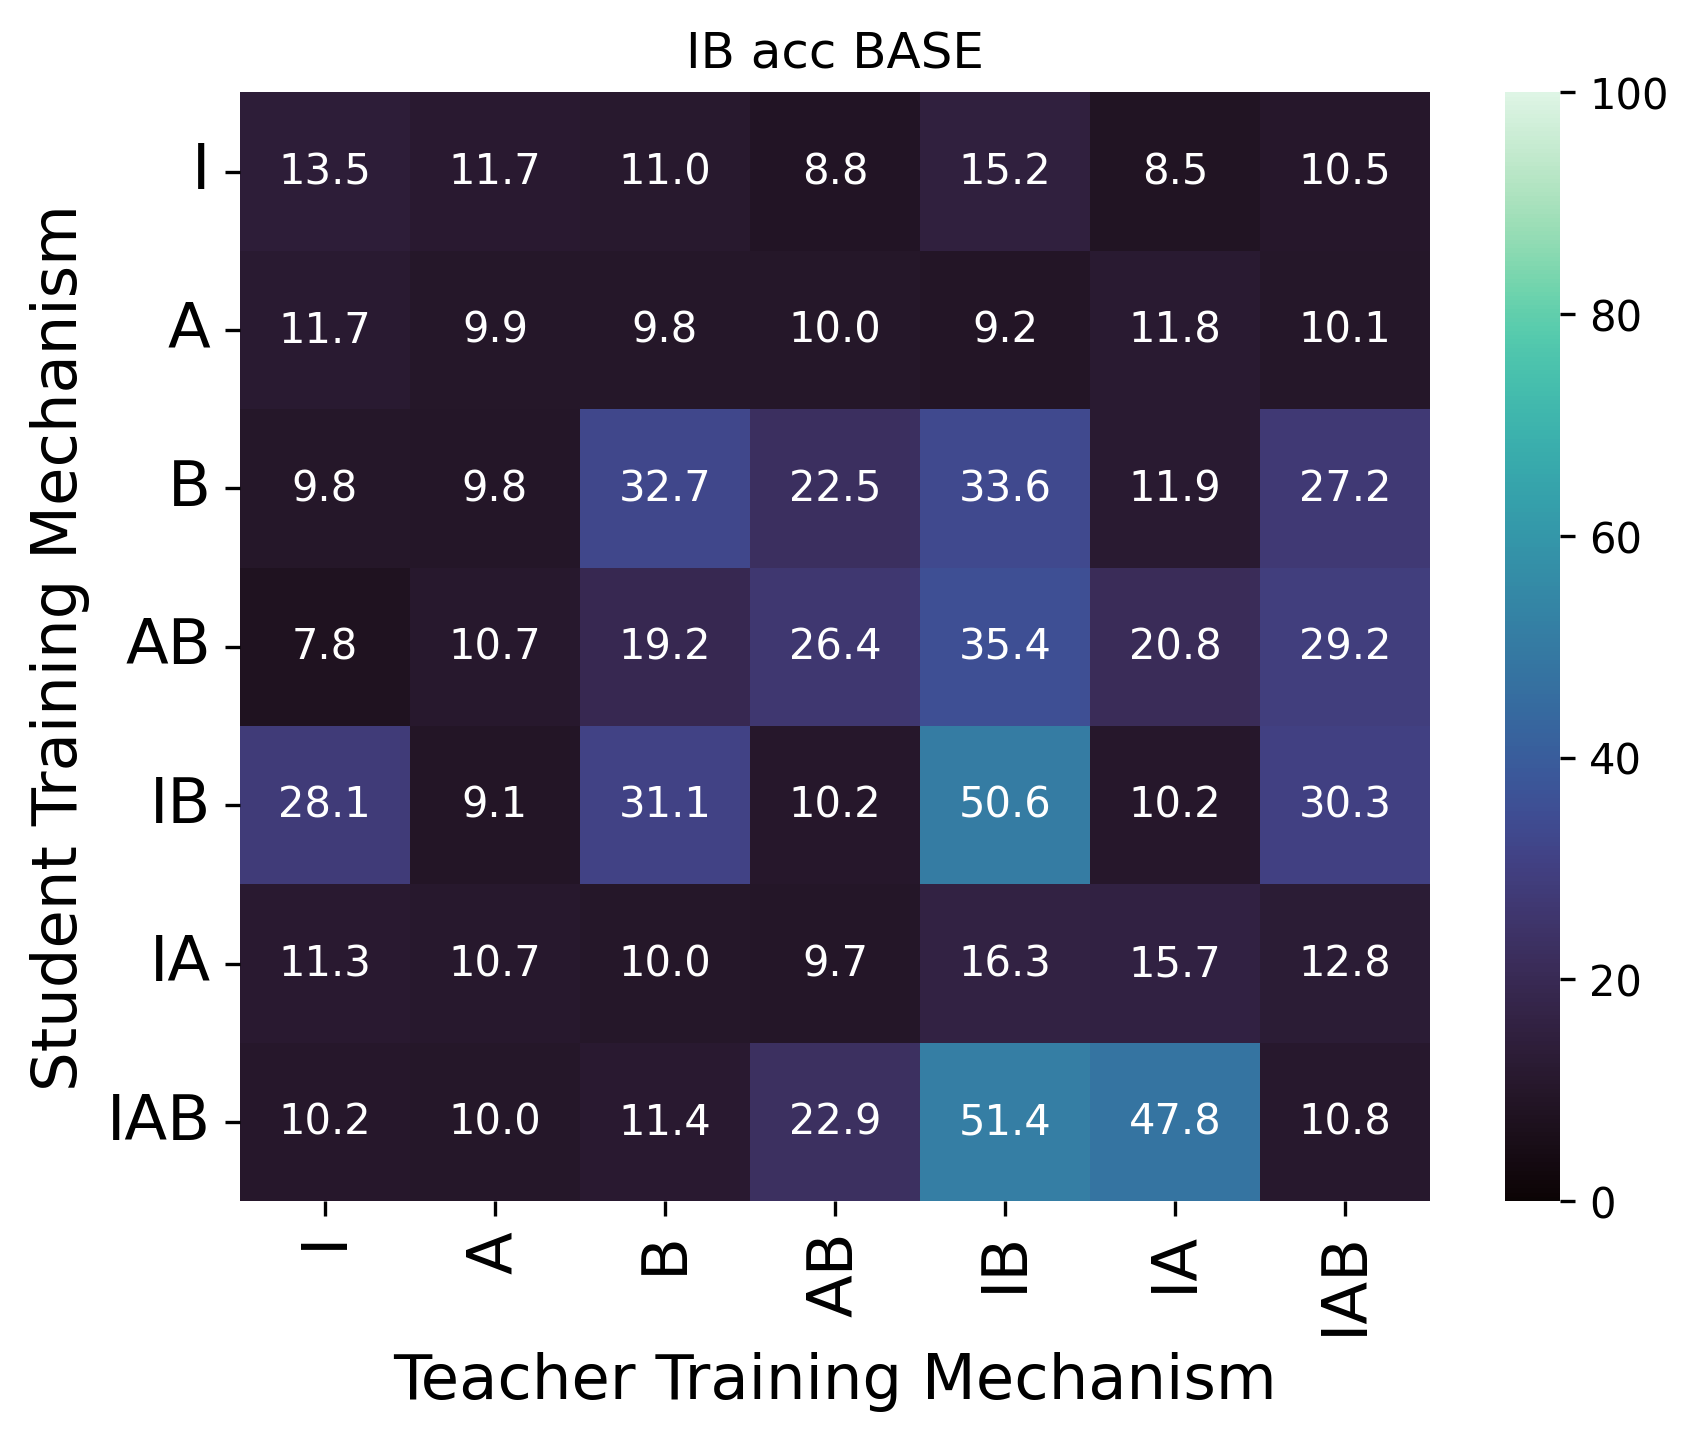 IB acc BASE
Student Training Mechanism
I 13.5 11.7 11.0 8.8 15.2 8.5 10.5
A 11.7 9.9 9.8 10.0 9.2 11.8 10.1
B 9.8 9.8 32.7 22.5 33.6 11.9 27.2
AB 7.8 10.7 19.2 26.4 35.4 20.8 29.2
IB 28.1 9.1 31.1 10.2 50.6 10.2 30.3
IA 11.3 10.7 10.0 9.7 16.3 15.7 12.8
IAB 10.2 10.0 11.4 22.9 51.4 47.8 10.8
I A B AB IB IA IAB
Teacher Training Mechanism
100
80
60
40
20
0